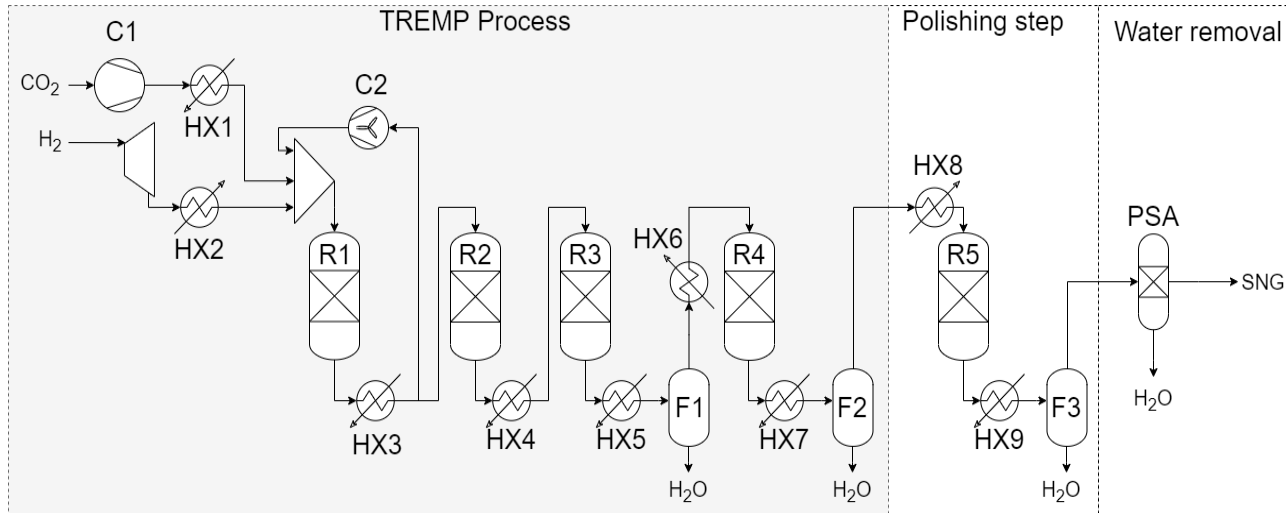 TREMP Process
Polishing step
Water removal
C1
CO₂
HX1
C2
H₂
HX2
HX8
PSA
HX6
R1
R2
R3
R4
R5
SNG
HX3
HX4
HX5
F1
HX7
F2
HX9
F3
H₂O
H₂O
H₂O
H₂O